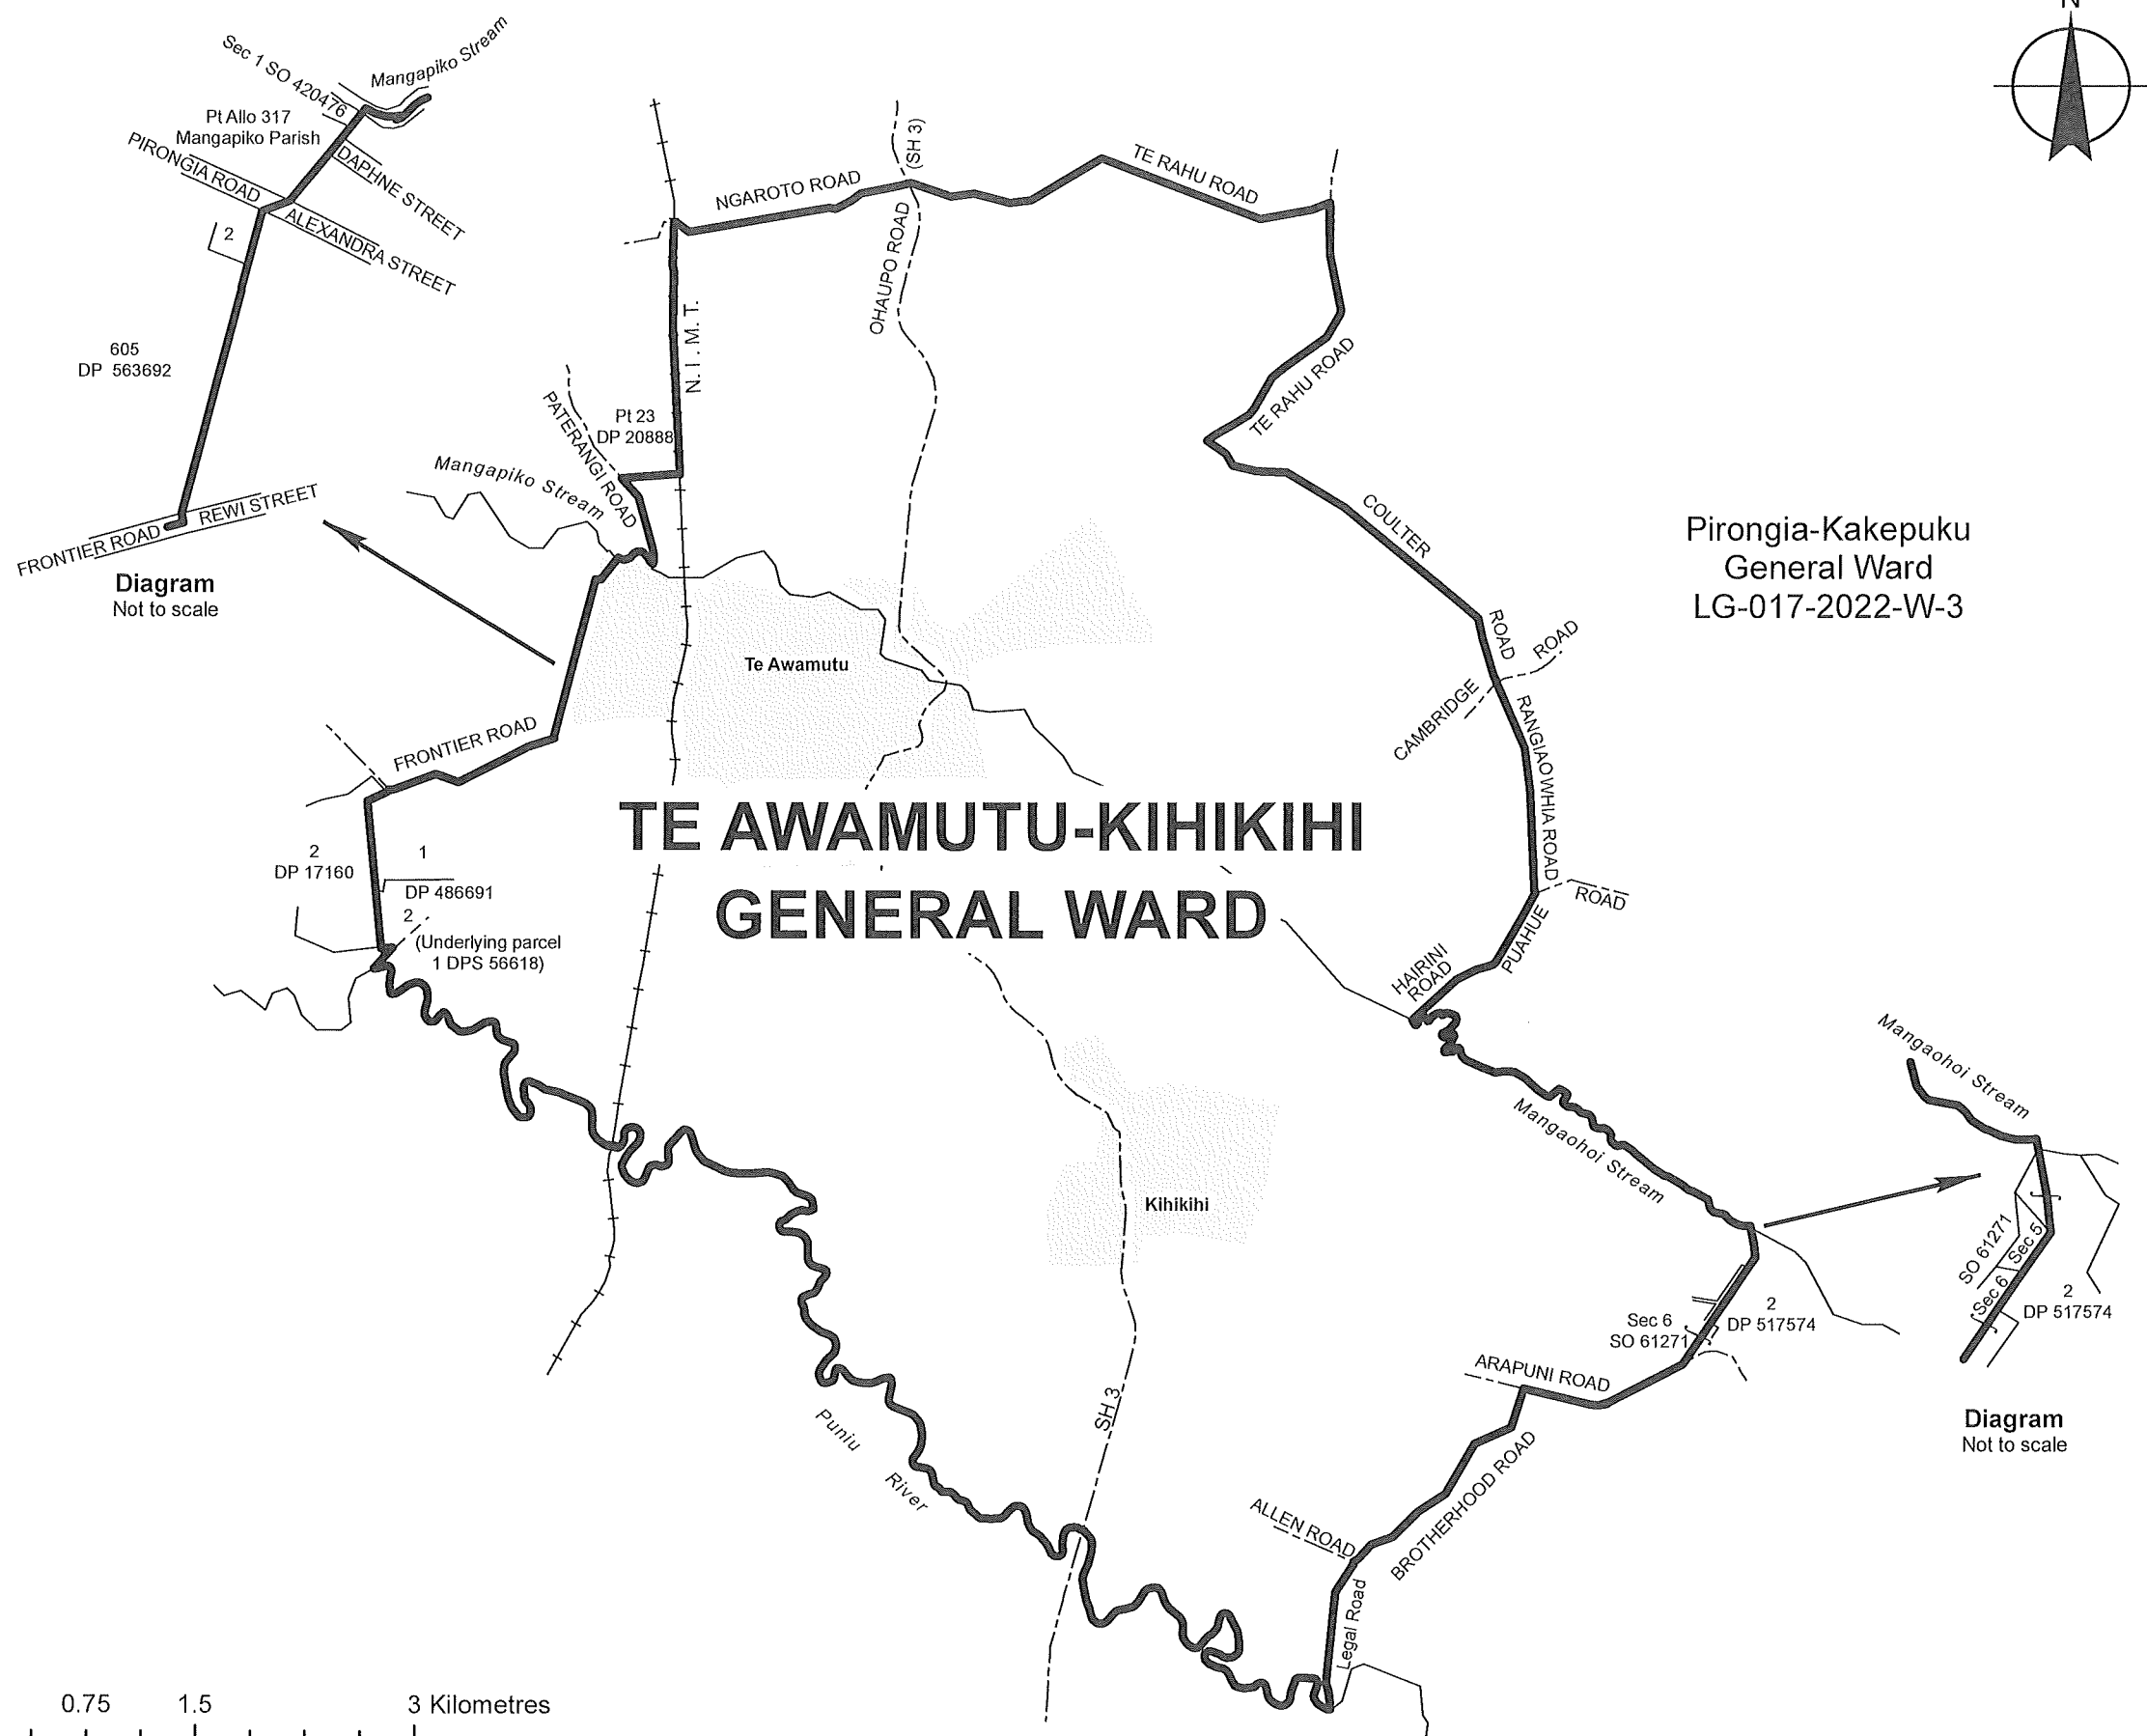 N
Sec 1 SO 420476
Mangapiko Stream
Pt Allo 317
Mangapiko Parish
PIRONGIA ROAD
DAPHNE STREET
ALEXANDRA STREET
2
605
DP 563692
FRONTIER ROAD
REWI STREET
Diagram
Not to scale
NGAROTO ROAD
(SH 3)
OHAUPO ROAD
TE RAHU ROAD
N. I. M. T.
TE RAHU ROAD
Pt 23
DP 20888
PATERANGI ROAD
Mangapiko Stream
COULTER
ROAD
Pirongia-Kakepuku
General Ward
LG-017-2022-W-3
CAMBRIDGE
ROAD
RANGIAOWHIA ROAD
Te Awamutu
FRONTIER ROAD
TE AWAMUTU-KIHIKIHI
GENERAL WARD
2
DP 17160
1
DP 486691
2
(Underlying parcel
1 DPS 56618)
PUAHUE
ROAD
HAIRINI
ROAD
Mangaohoi Stream
Mangaohoi Stream
SO 61271
Sec 5
Sec 6
2
DP 517574
Diagram
Not to scale
Kihikihi
2
DP 517574
Sec 6
SO 61271
ARAPUNI ROAD
SH 3
Puniu
River
BROTHERHOOD ROAD
ALLEN ROAD
Legal Road
0.75 1.5 3 Kilometres